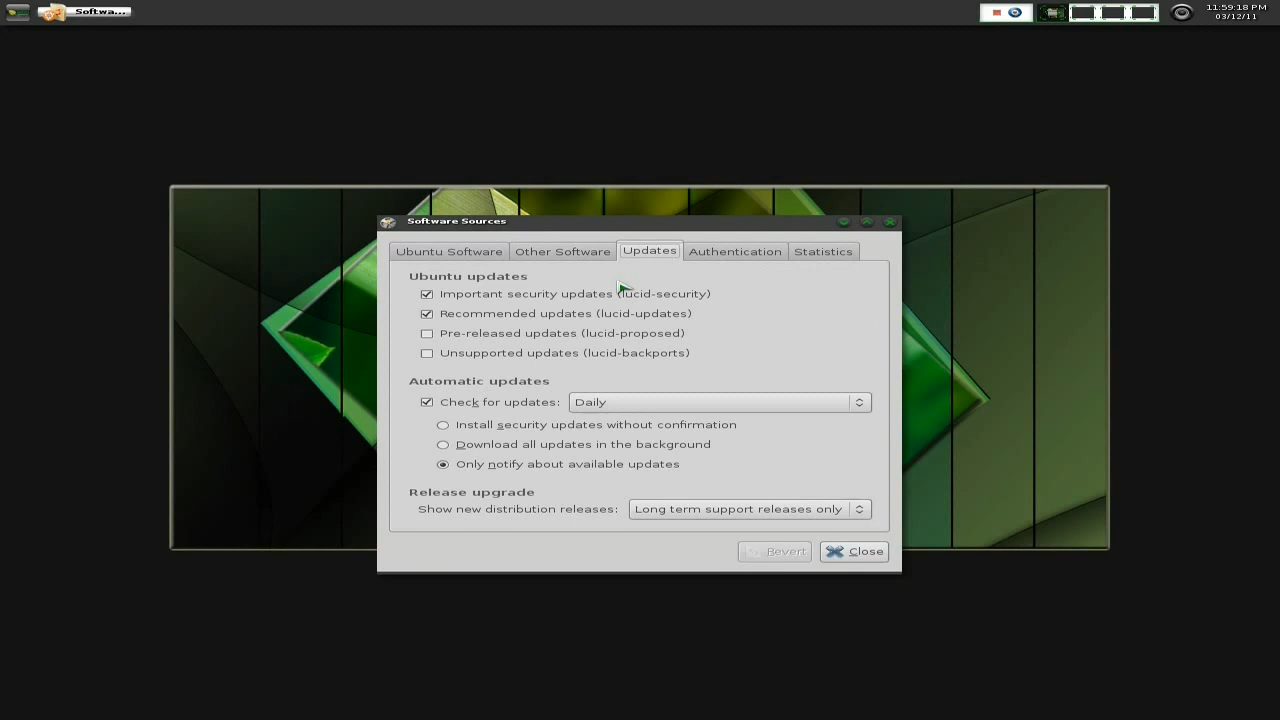 Softwa...
11:59:18 PM
03/12/11
Software Sources
Ubuntu Software
Other Software
Updates
Authentication
Statistics
Ubuntu updates
Important security updates (lucid-security)
Recommended updates (lucid-updates)
Pre-released updates (lucid-proposed)
Unsupported updates (lucid-backports)
Automatic updates
Check for updates: Daily
Install security updates without confirmation
Download all updates in the background
Only notify about available updates
Release upgrade
Show new distribution releases: Long term support releases only
Revert
Close